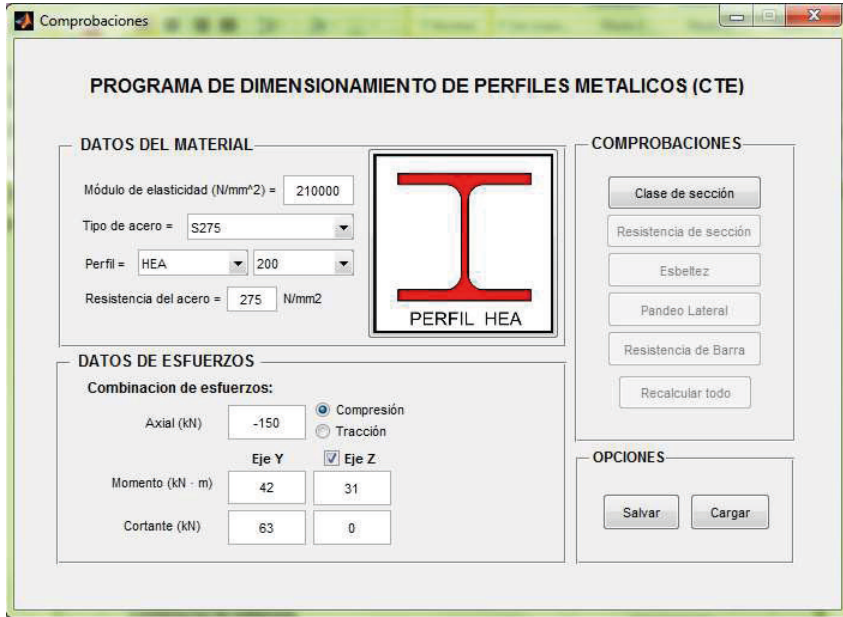 Comprobaciones
PROGRAMA DE DIMENSIONAMIENTO DE PERFILES METALICOS (CTE)
DATOS DEL MATERIAL
Módulo de elasticidad (N/mm^2) = 210000
Tipo de acero = S275
Perfil = HEA 200
Resistencia del acero = 275 N/mm2
PERFIL HEA
DATOS DE ESFUERZOS
Combinacion de esfuerzos:
Axial (kN) -150
Compresión
Tracción
Eje Y Eje Z
Momento (kN · m) 42 31
Cortante (kN) 63 0
COMPROBACIONES
Clase de sección
Resistencia de sección
Esbeltez
Pandeo Lateral
Resistencia de Barra
Recalcular todo
OPCIONES
Salvar Cargar